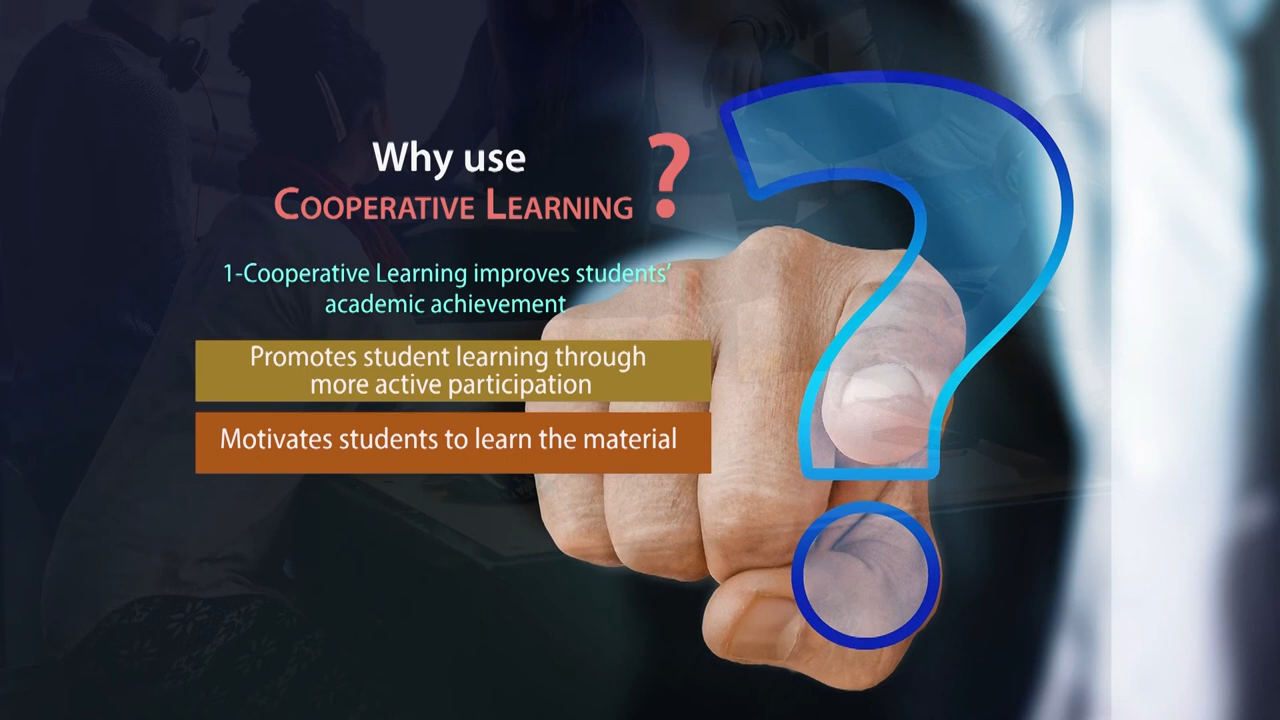 Why use
COOPERATIVE LEARNING ?
1-Cooperative Learning improves students'
academic achievement
Promotes student learning through
more active participation
Motivates students to learn the material